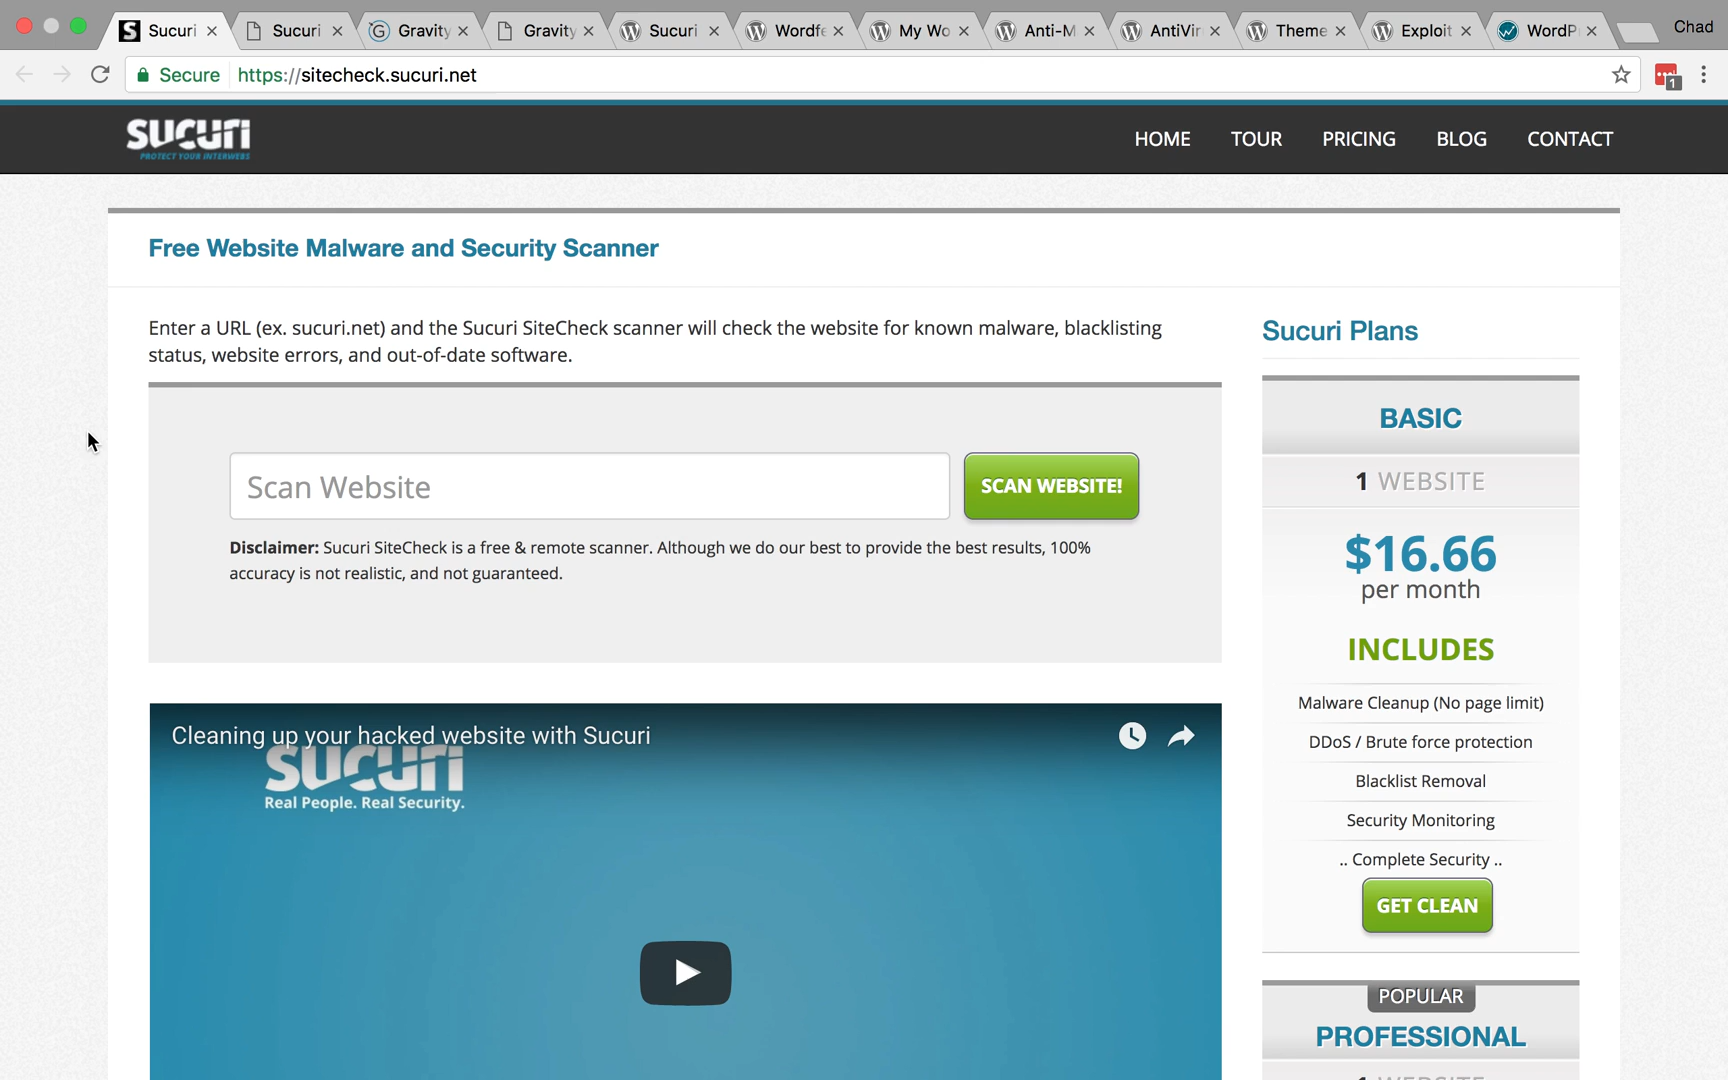 Sucuri
Sucuri
Gravity
Gravity
Sucuri
Wordfe
My Wo
Anti-M
AntiVir
Theme
Exploit
WordP
Chad
Secure https://sitecheck.sucuri.net
1
SUCURI
PROTECT YOUR INTERWEBS
HOME TOUR PRICING BLOG CONTACT
Free Website Malware and Security Scanner
Enter a URL (ex. sucuri.net) and the Sucuri SiteCheck scanner will check the website for known malware, blacklisting
status, website errors, and out-of-date software.
Scan Website
SCAN WEBSITE!
Disclaimer: Sucuri SiteCheck is a free & remote scanner. Although we do our best to provide the best results, 100%
accuracy is not realistic, and not guaranteed.
Cleaning up your hacked website with Sucuri
SUCURI
Real People. Real Security.
Sucuri Plans
BASIC
1 WEBSITE
$16.66
per month
INCLUDES
Malware Cleanup (No page limit)
DDoS / Brute force protection
Blacklist Removal
Security Monitoring
.. Complete Security ..
GET CLEAN
POPULAR
PROFESSIONAL
1 WEBSITE